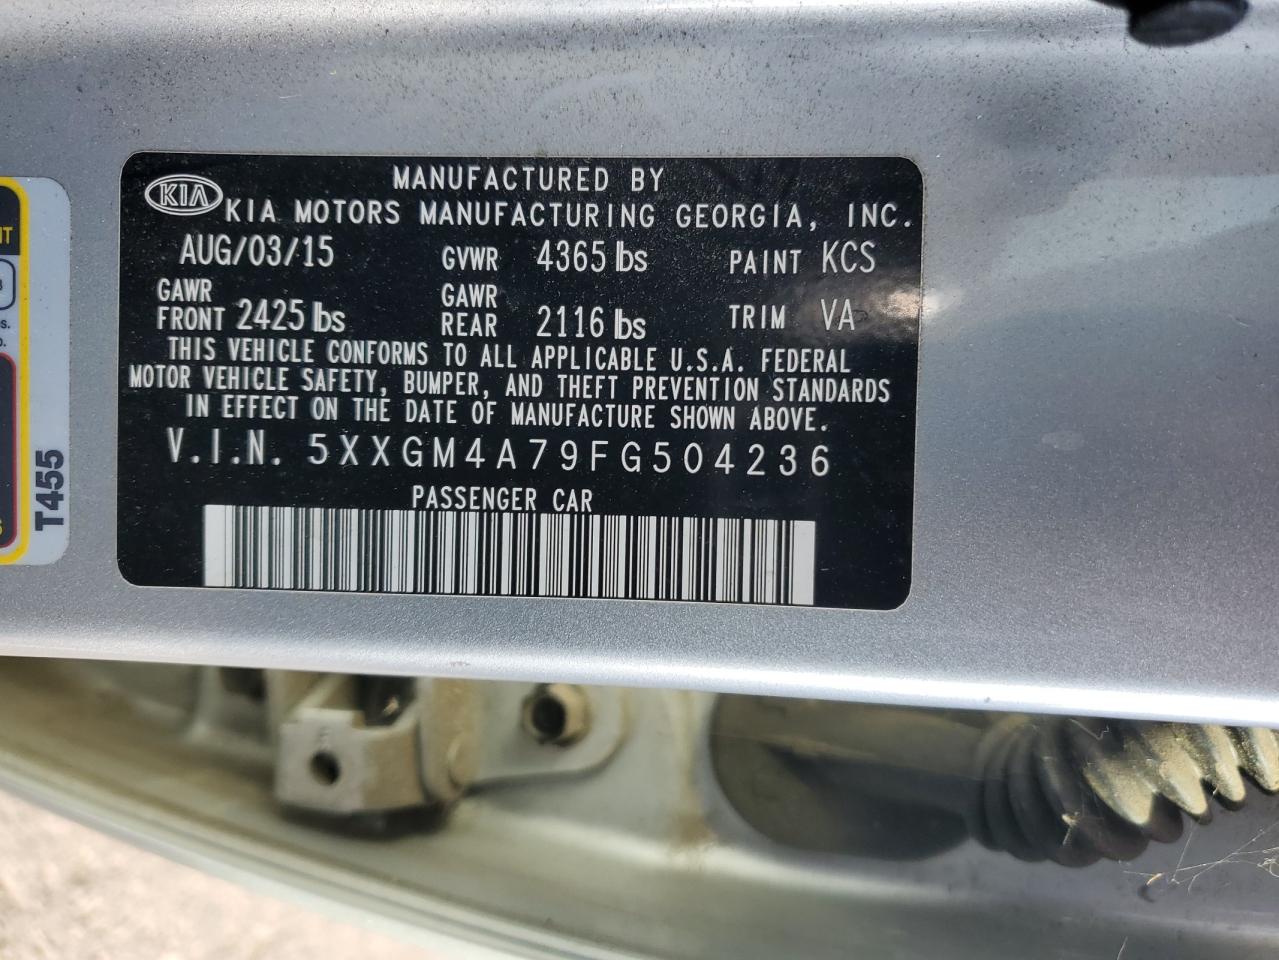 MANUFACTURED BY
KIA KIA MOTORS MANUFACTURING GEORGIA, INC.
AUG/03/15 GVWR 4365 lbs PAINT KCS
GAWR FRONT 2425 lbs GAWR REAR 2116 lbs TRIM VA
THIS VEHICLE CONFORMS TO ALL APPLICABLE U.S.A. FEDERAL
MOTOR VEHICLE SAFETY, BUMPER, AND THEFT PREVENTION STANDARDS
IN EFFECT ON THE DATE OF MANUFACTURE SHOWN ABOVE.
V.I.N. 5XXGM4A79FG504236
PASSENGER CAR
T455